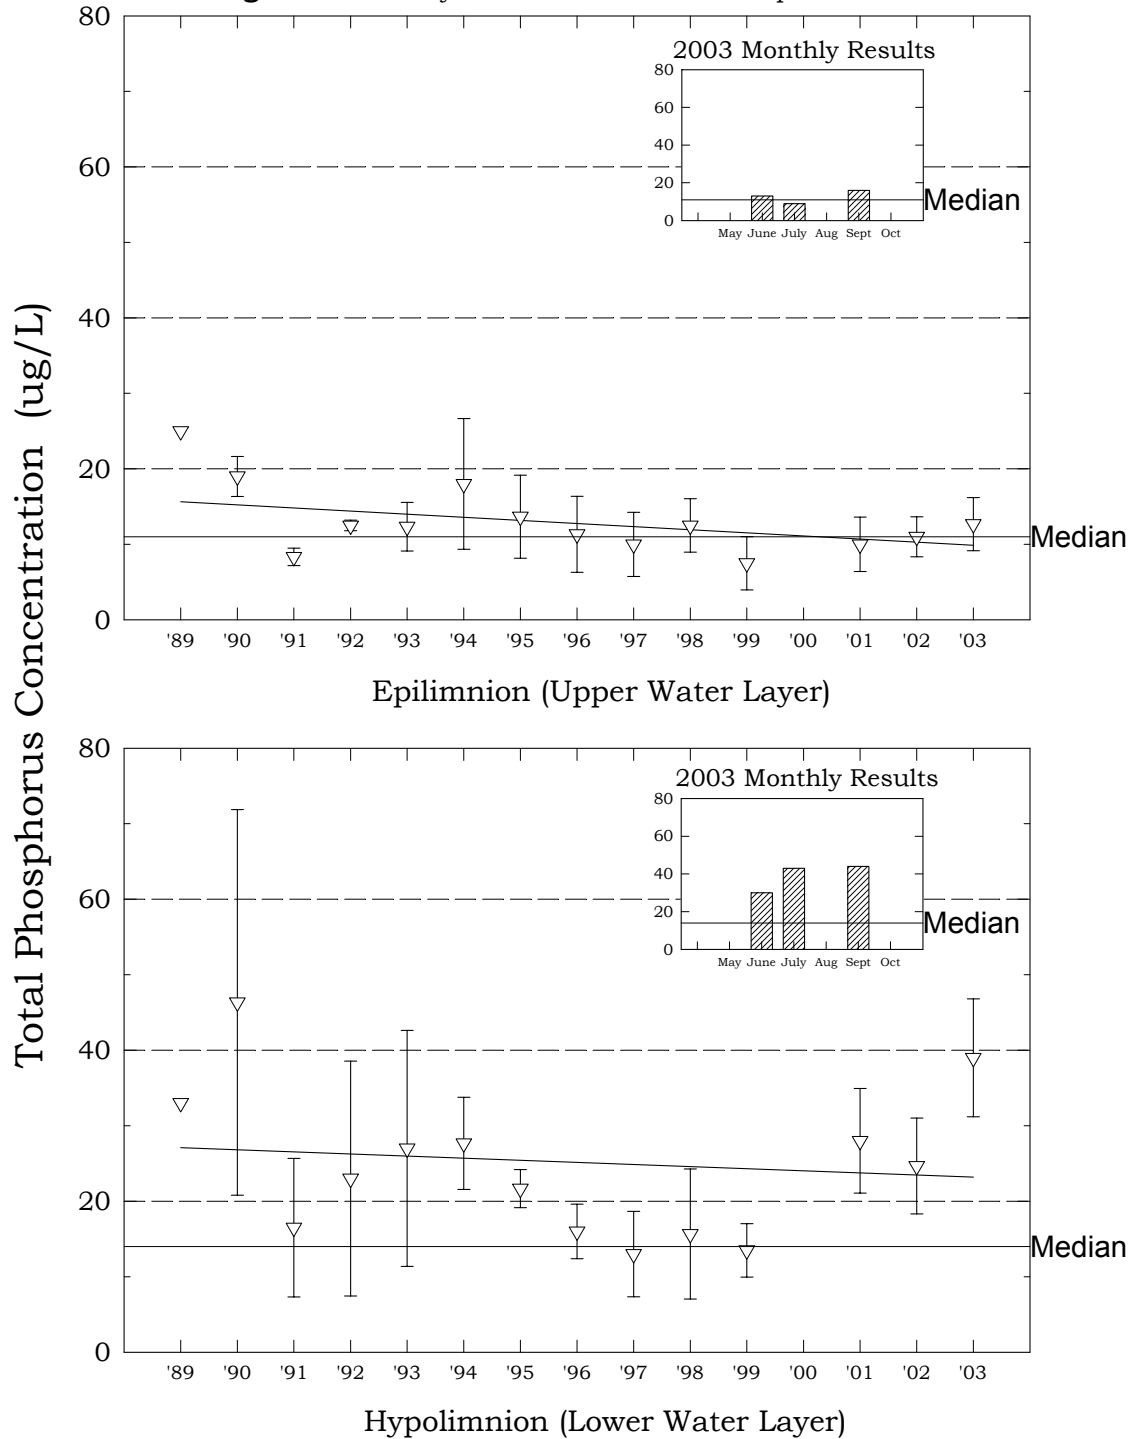 80
60
40
20
0
2003 Monthly Results
80
60
40
20
0
Median
May June July Aug Sept Oct
Median
'89 '90 '91 '92 '93 '94 '95 '96 '97 '98 '99 '00 '01 '02 '03
Epilimnion (Upper Water Layer)
Total Phosphorus Concentration (ug/L)
80
60
40
20
0
2003 Monthly Results
80
60
40
20
0
Median
May June July Aug Sept Oct
Median
'89 '90 '91 '92 '93 '94 '95 '96 '97 '98 '99 '00 '01 '02 '03
Hypolimnion (Lower Water Layer)